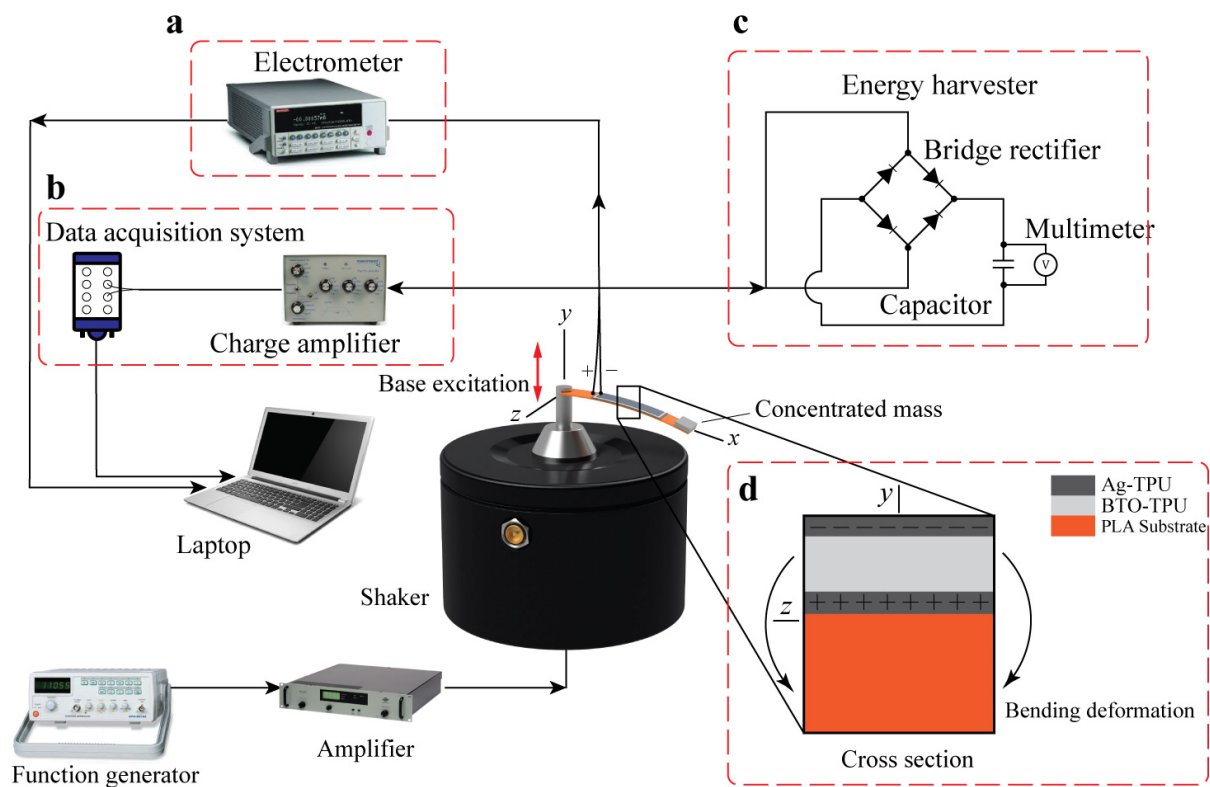 a
Electrometer
b
Data acquisition system
Charge amplifier
c
Energy harvester
Bridge rectifier
Multimeter
V
Capacitor
y
Base excitation
+ −
z
x
Concentrated mass
Laptop
Shaker
Function generator
Amplifier
d
y
Ag-TPU
BTO-TPU
PLA Substrate
− − − − − − − −
+ + + + + + + +
z
Bending deformation
Cross section